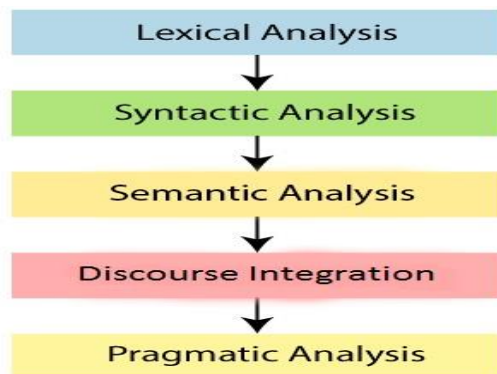 Lexical Analysis
Syntactic Analysis
Semantic Analysis
Discourse Integration
Pragmatic Analysis